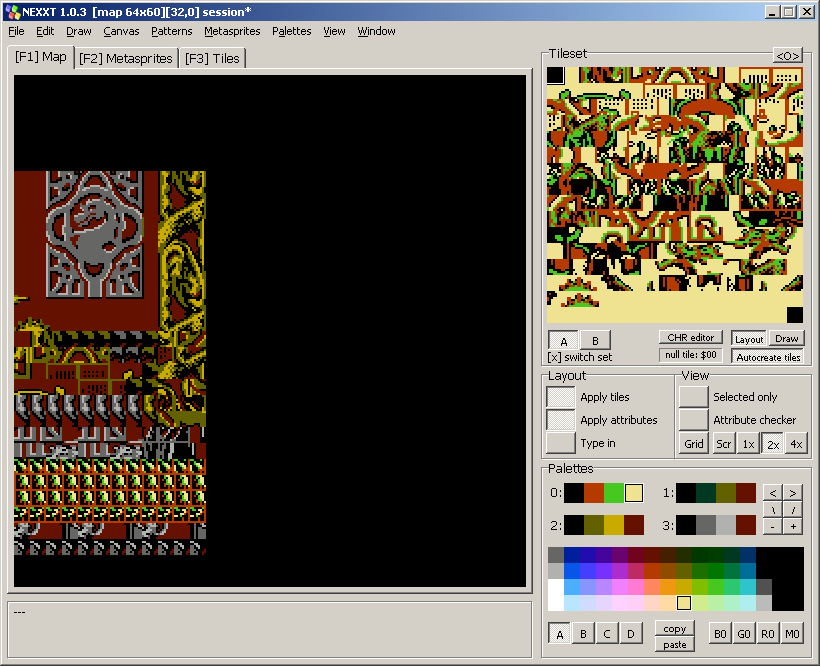 NEXXT 1.0.3 [map 64x60][32,0] session*
File Edit Draw Canvas Patterns Metasprites Palettes View Window
[F1] Map [F2] Metasprites [F3] Tiles
Tileset <O>
A B CHR editor Layout Draw
[x] switch set null tile: $00 Autocreate tiles
Layout View
Apply tiles Selected only
Apply attributes Attribute checker
Type in Grid Scr 1x 2x 4x
Palettes
0: 1: < >
\ /
2: 3: - +
A B C D copy B0 G0 R0 M0
paste
---